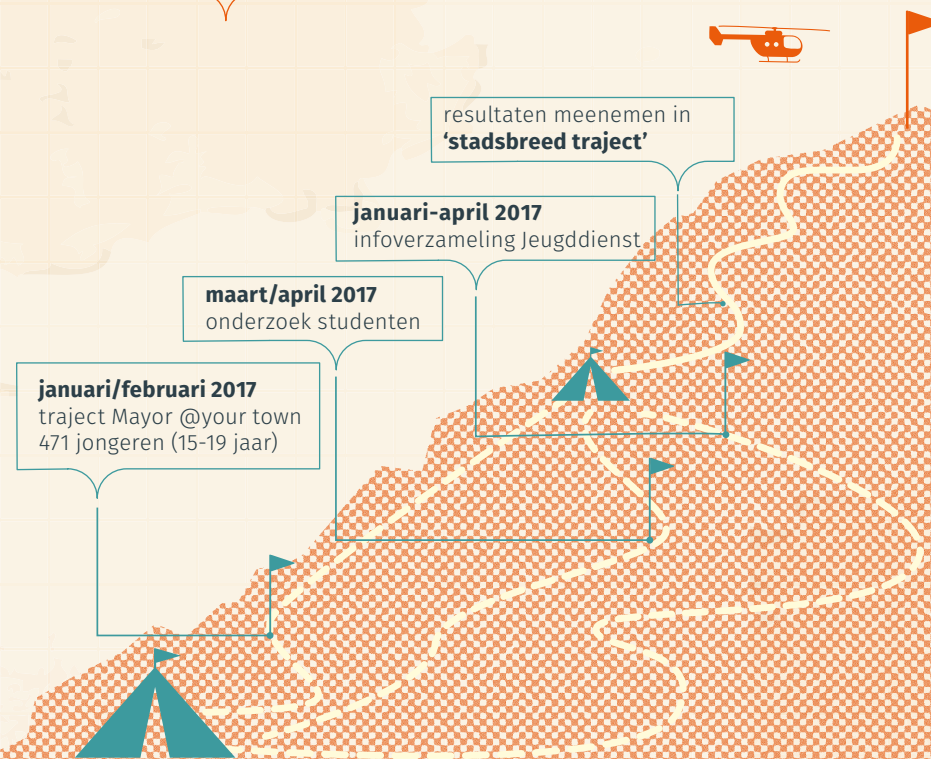 resultaten meenemen in
‘stadsbreed traject’
januari-april 2017
infoverzameling Jeugddienst
maart/april 2017
onderzoek studenten
januari/februari 2017
traject Mayor @your town
471 jongeren (15-19 jaar)